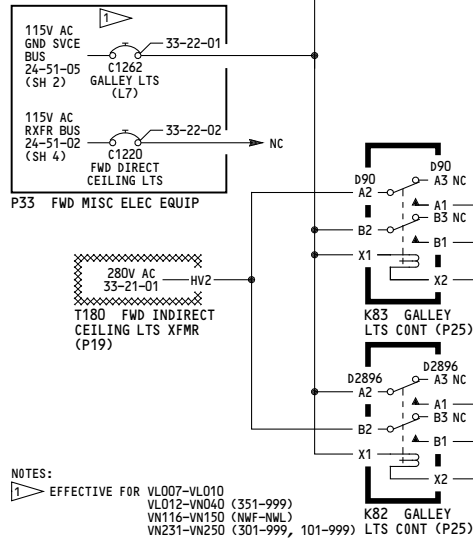 1
115V AC
GND SVCE
BUS
24-51-05
(SH 2)
33-22-01
C1262
GALLEY LTS
(L7)
115V AC
RXFR BUS
24-51-02
(SH 4)
33-22-02
NC
C1220
FWD DIRECT
CEILING LTS
P33 FWD MISC ELEC EQUIP
280V AC
33-21-01
HV2
T180 FWD INDIRECT
CEILING LTS XFMR
(P19)
D90
D90
A2
A3 NC
A1
B3 NC
B2
B1
X1
X2
K83 GALLEY
LTS CONT (P25)
D2896
D2896
A2
A3 NC
A1
B3 NC
B2
B1
X1
X2
K82 GALLEY
LTS CONT (P25)
NOTES:
1 EFFECTIVE FOR VL007-VL010
VL012-VN040 (351-999)
VN116-VN150 (NWF-NWL)
VN231-VN250 (301-999, 101-999)